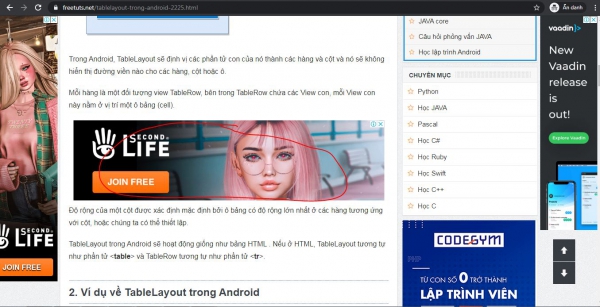 freetuts.net/tablelayout-trong-android-2225.html
Ẩn danh
Trong Android, TableLayout sẽ định vị các phần tử con của nó thành các hàng và cột và nó sẽ không
hiển thị đường viền nào cho các hàng, cột hoặc ô.
Mỗi hàng là một đối tượng view TableRow, bên trong TableRow chứa các View con, mỗi View con
này nằm ở vị trí một ô bảng (cell).
SECOND
LIFE
JOIN FREE
Độ rộng của một cột được xác định mặc định bởi ô bảng có độ rộng lớn nhất ở các hàng tương ứng
với cột, hoặc chúng ta có thể thiết lập.
TableLayout trong Android sẽ hoạt động giống như bảng HTML . Nếu ở HTML, TableLayout tương tự
như phần tử <table> và TableRow tương tự như phần tử <tr>.
2. Ví dụ về TableLayout trong Android
SECOND
LIFE
JOIN FREE
JAVA core
Câu hỏi phỏng vấn JAVA
Học lập trình Android
CHUYÊN MỤC
Python
Học JAVA
Pascal
Học C#
Học Ruby
Học Swift
Học C++
Học C
CODEGYM
PHP
TỪ CON SỐ 0 TRỞ THÀNH
LẬP TRÌNH VIÊN
vaadin
New
Vaadin
release
is
out!
Explore Vaadin